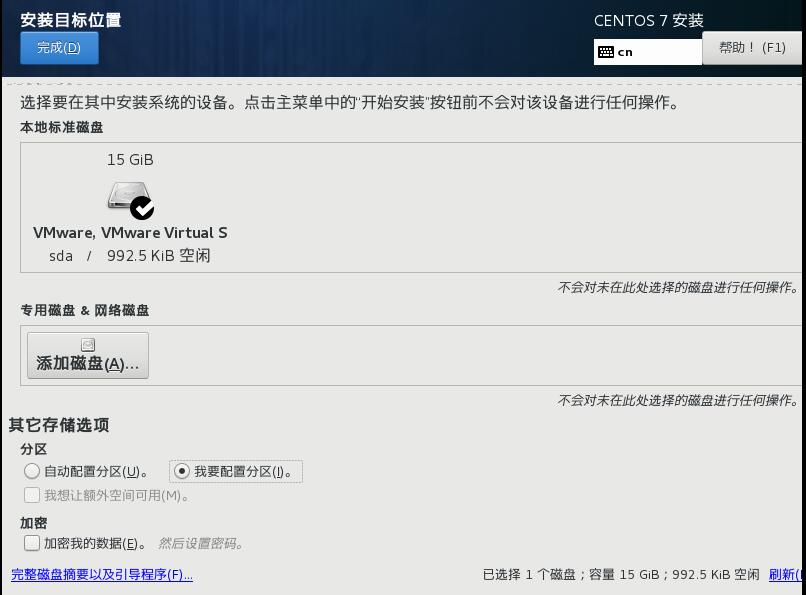 安装目标位置
CENTOS 7 安装
完成(D)
cn
帮助！ (F1)
选择要在其中安装系统的设备。点击主菜单中的“开始安装”按钮前不会对该设备进行任何操作。
本地标准磁盘
15 GiB
VMware, VMware Virtual S
sda / 992.5 KiB 空闲
不会对未在此处选择的磁盘进行任何操作。
专用磁盘 & 网络磁盘
添加磁盘(A)...
不会对未在此处选择的磁盘进行任何操作。
其它存储选项
分区
自动配置分区(U)。 我要配置分区(I)。
我想让额外空间可用(M)。
加密
加密我的数据(E)。 然后设置密码。
完整磁盘摘要以及引导程序(F)...
已选择 1 个磁盘；容量 15 GiB；992.5 KiB 空闲 刷新(